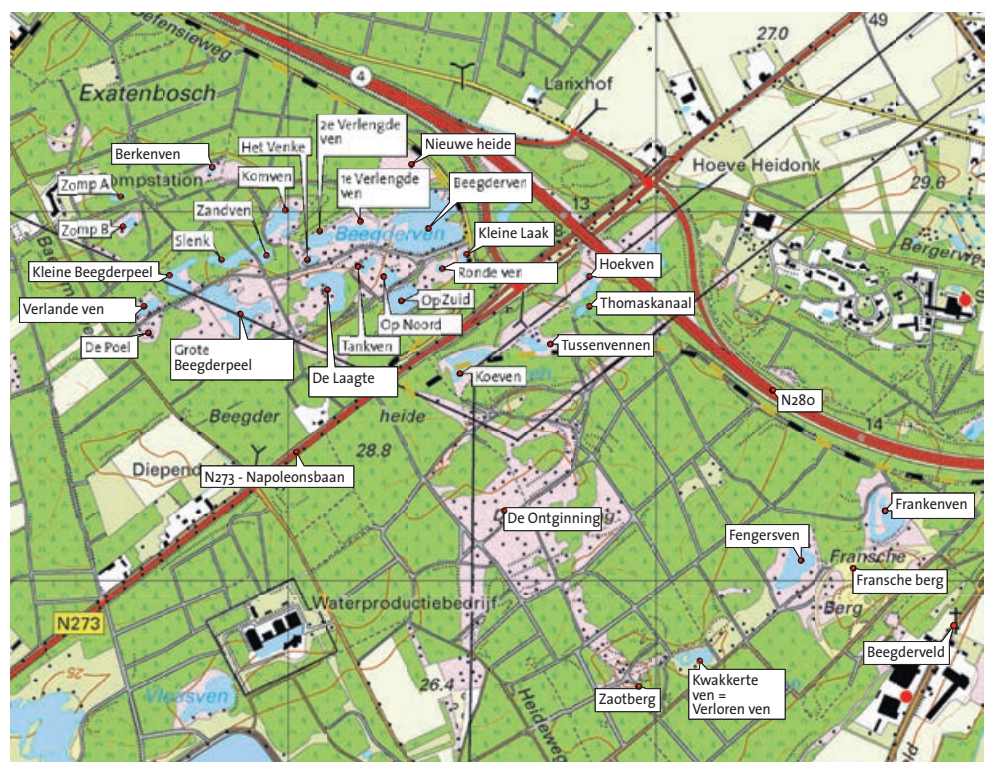 49
27.0
Defensieweg
4
Larixhof
Exatenbosch
2e Verlengde
ven
Nieuwe heide
Het Venke
Berkenven
Hoeve Heidonk
Komven
1e Verlengde
ven
Beegderven
Zomp A
29.6
13
Zandven
Zomp B
Beegderven
Kleine Laak
Slenk
Bergerweg
Kleine Beegderpeel
Ronde ven
Hoekven
Verlande ven
Op Zuid
Thomaskanaal
Op Noord
De Poel
Tankven
Tussenvennen
Grote
Beegderpeel
De Laagte
Koeven
N280
Beegder heide
14
28.8
N273 - Napoleonsbaan
Frankenven
De Ontginning
Fengersven
Fransche
Berg
Fransche berg
Waterproductiebedrijf
N273
Beegderveld
25
26.4
Kwakkerte
ven =
Verloren ven
Zaotberg
Vlaasven
Heideweg